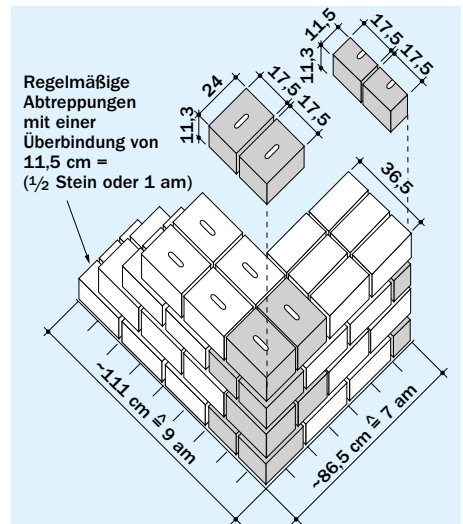 11,5
17,5
17,5
11,3
24
17,5
17,5
11,3
36,5
Regelmäßige
Abtreppungen
mit einer
Überbindung von
11,5 cm =
(½ Stein oder 1 am)
~111 cm ≙ 9 am
~86,5 cm ≙ 7 am